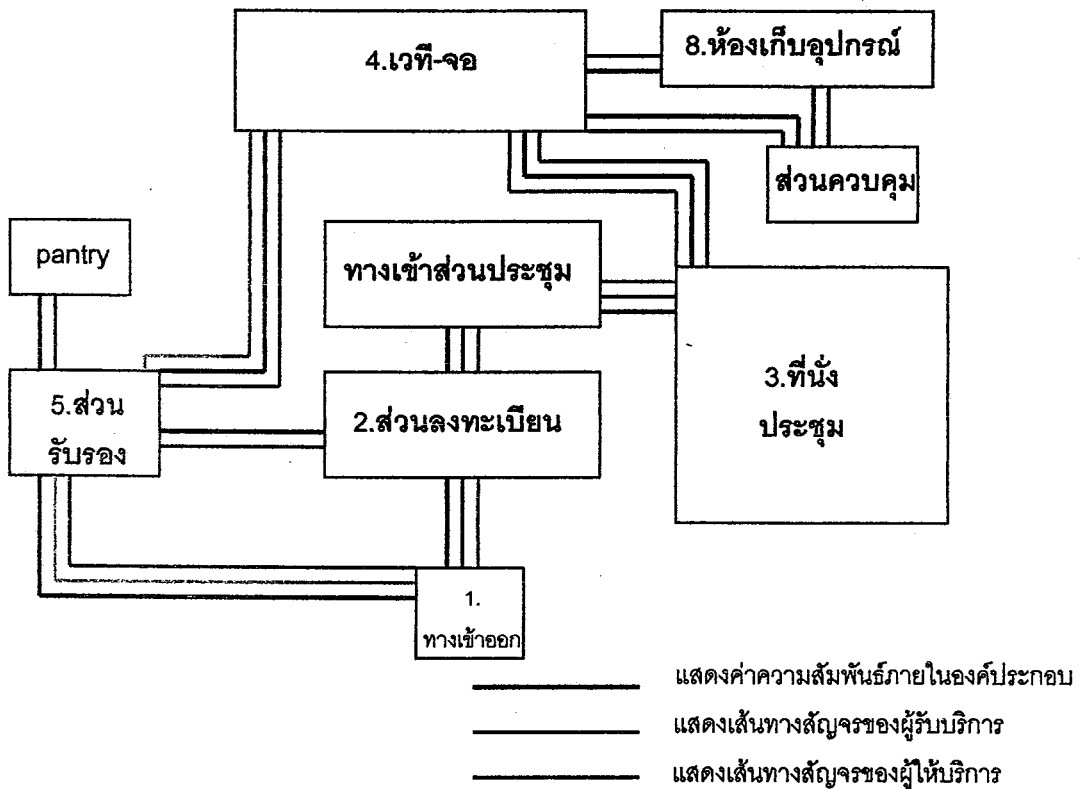 4.เวที-จอ
8.ห้องเก็บอุปกรณ์
ส่วนควบคุม
pantry
ทางเข้าส่วนประชุม
3.ที่นั่ง
ประชุม
5.ส่วน
รับรอง
2.ส่วนลงทะเบียน
1.
ทางเข้าออก
แสดงค่าความสัมพันธ์ภายในองค์ประกอบ
แสดงเส้นทางสัญจรของผู้รับบริการ
แสดงเส้นทางสัญจรของผู้ให้บริการ